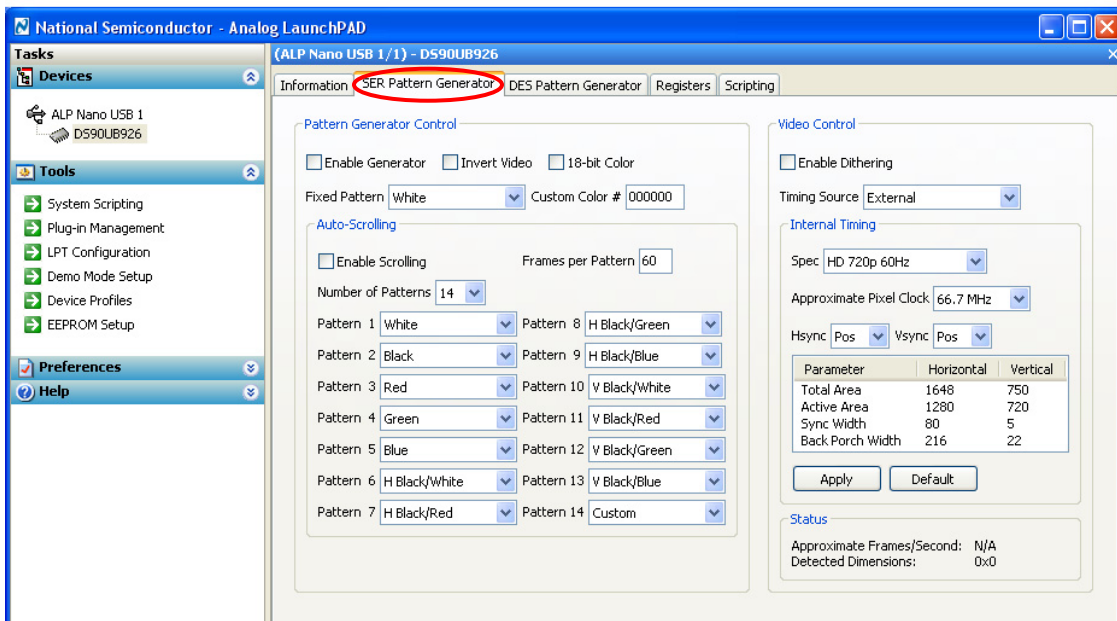 National Semiconductor - Analog LaunchPAD
Tasks
Devices
ALP Nano USB 1
DS90UB926
Tools
System Scripting
Plug-in Management
LPT Configuration
Demo Mode Setup
Device Profiles
EEPROM Setup
Preferences
Help
(ALP Nano USB 1/1) - DS90UB926
Information SER Pattern Generator DES Pattern Generator Registers Scripting
Pattern Generator Control
Enable Generator Invert Video 18-bit Color
Fixed Pattern White Custom Color # 000000
Auto-Scrolling
Enable Scrolling Frames per Pattern 60
Number of Patterns 14
Pattern 1 White Pattern 8 H Black/Green
Pattern 2 Black Pattern 9 H Black/Blue
Pattern 3 Red Pattern 10 V Black/White
Pattern 4 Green Pattern 11 V Black/Red
Pattern 5 Blue Pattern 12 V Black/Green
Pattern 6 H Black/White Pattern 13 V Black/Blue
Pattern 7 H Black/Red Pattern 14 Custom
Video Control
Enable Dithering
Timing Source External
Internal Timing
Spec HD 720p 60Hz
Approximate Pixel Clock 66.7 MHz
Hsync Pos Vsync Pos
Parameter Horizontal Vertical
Total Area 1648 750
Active Area 1280 720
Sync Width 80 5
Back Porch Width 216 22
Apply Default
Status
Approximate Frames/Second: N/A
Detected Dimensions: 0x0